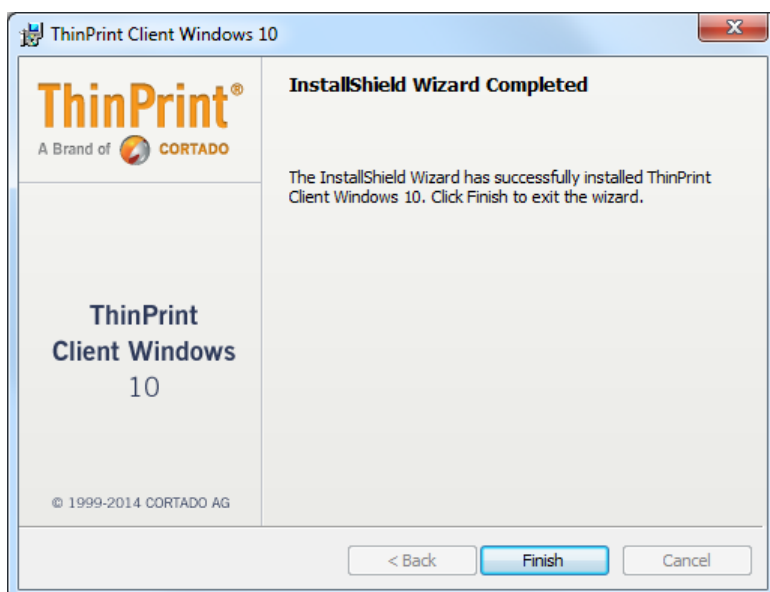 ThinPrint Client Windows 10
X
ThinPrint®
A Brand of CORTADO
InstallShield Wizard Completed
The InstallShield Wizard has successfully installed ThinPrint
Client Windows 10. Click Finish to exit the wizard.
ThinPrint
Client Windows
10
© 1999-2014 CORTADO AG
< Back
Finish
Cancel